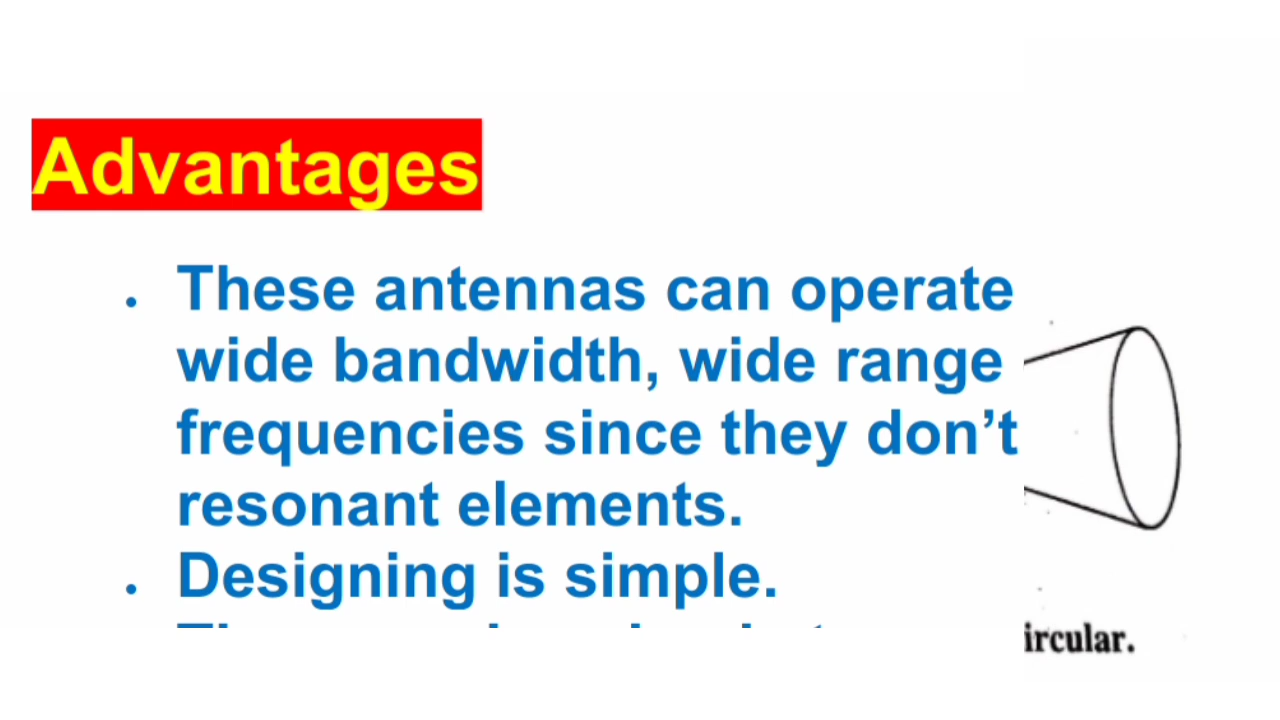 Advantages
• These antennas can operate
wide bandwidth, wide range
frequencies since they don’t
resonant elements.
• Designing is simple.
ircular.